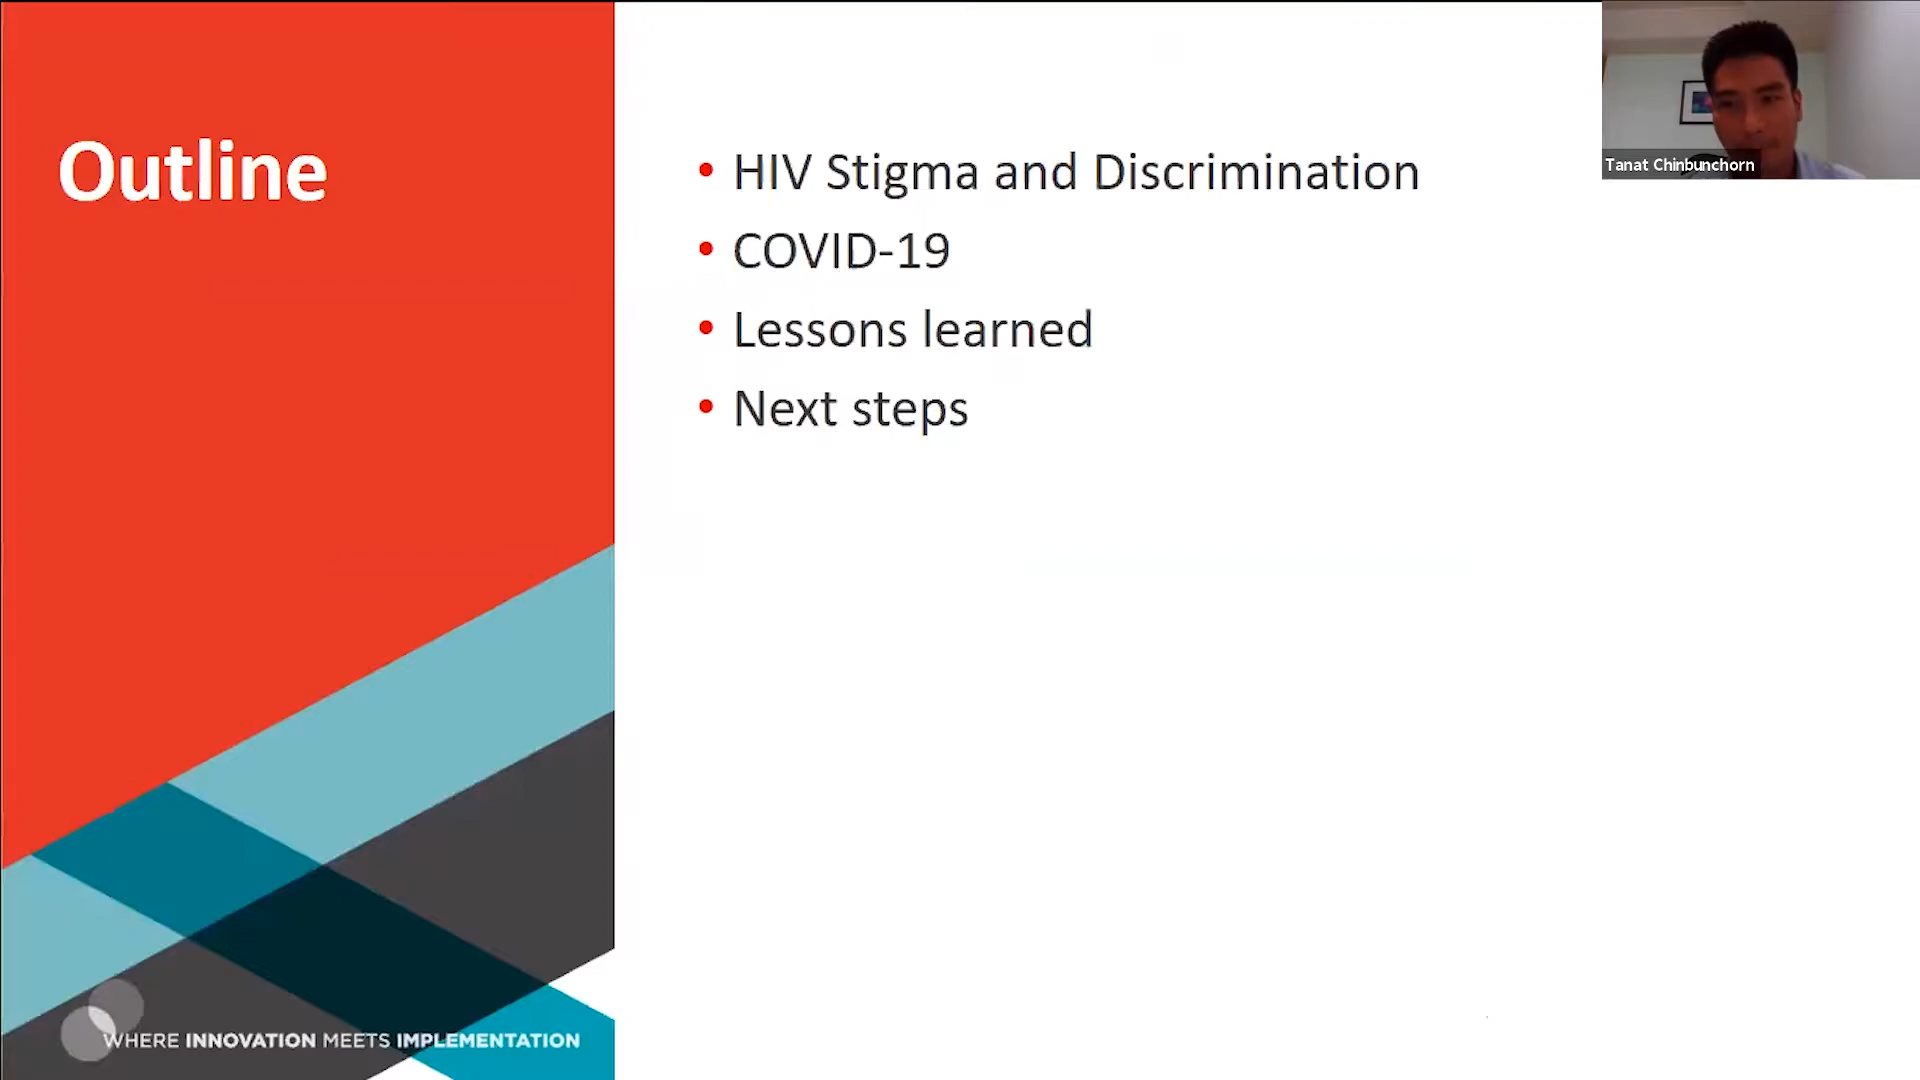 Outline
• HIV Stigma and Discrimination
• COVID-19
• Lessons learned
• Next steps
Tanat Chinbunchorn
WHERE INNOVATION MEETS IMPLEMENTATION